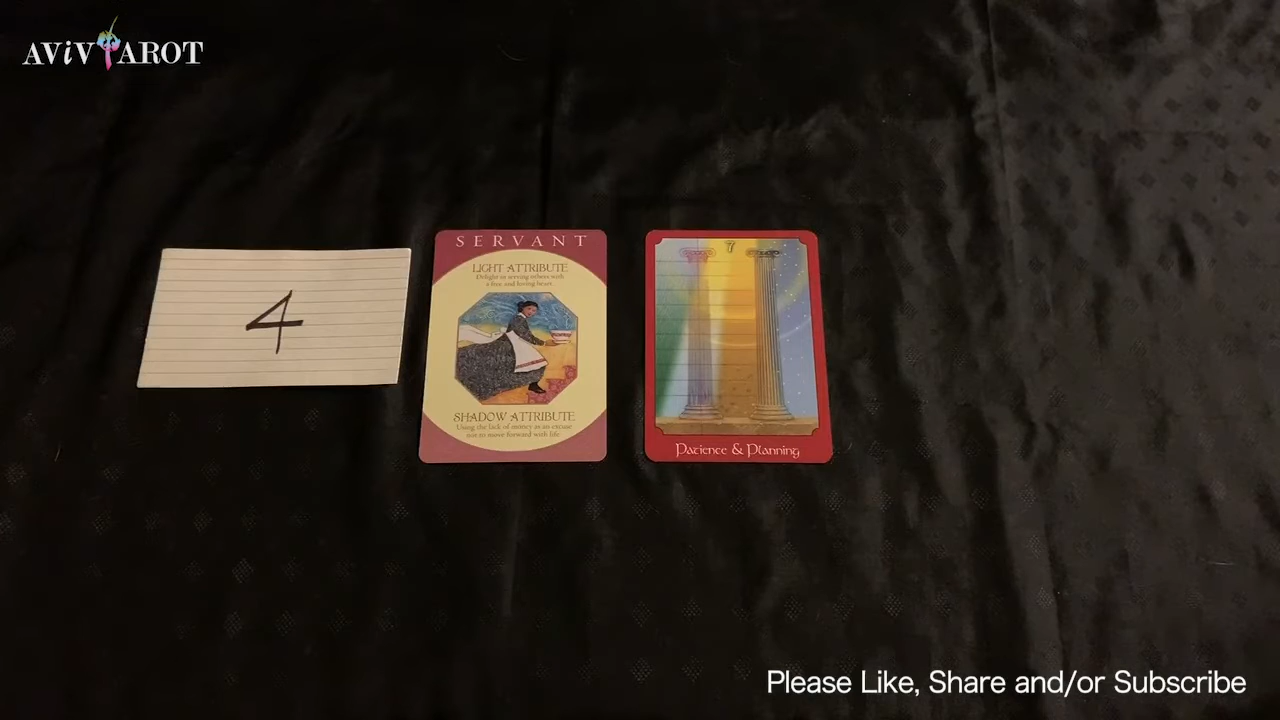 AViV TAROT
4
SERVANT
LIGHT ATTRIBUTE
Delight in serving others with
a free and loving heart
SHADOW ATTRIBUTE
Using the lack of money as an excuse
not to move forward with life
7
Patience & Planning
Please Like, Share and/or Subscribe